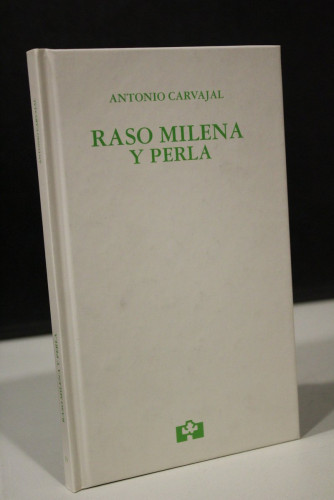 ANTONIO CARVAJAL
RASO MILENA
Y PERLA